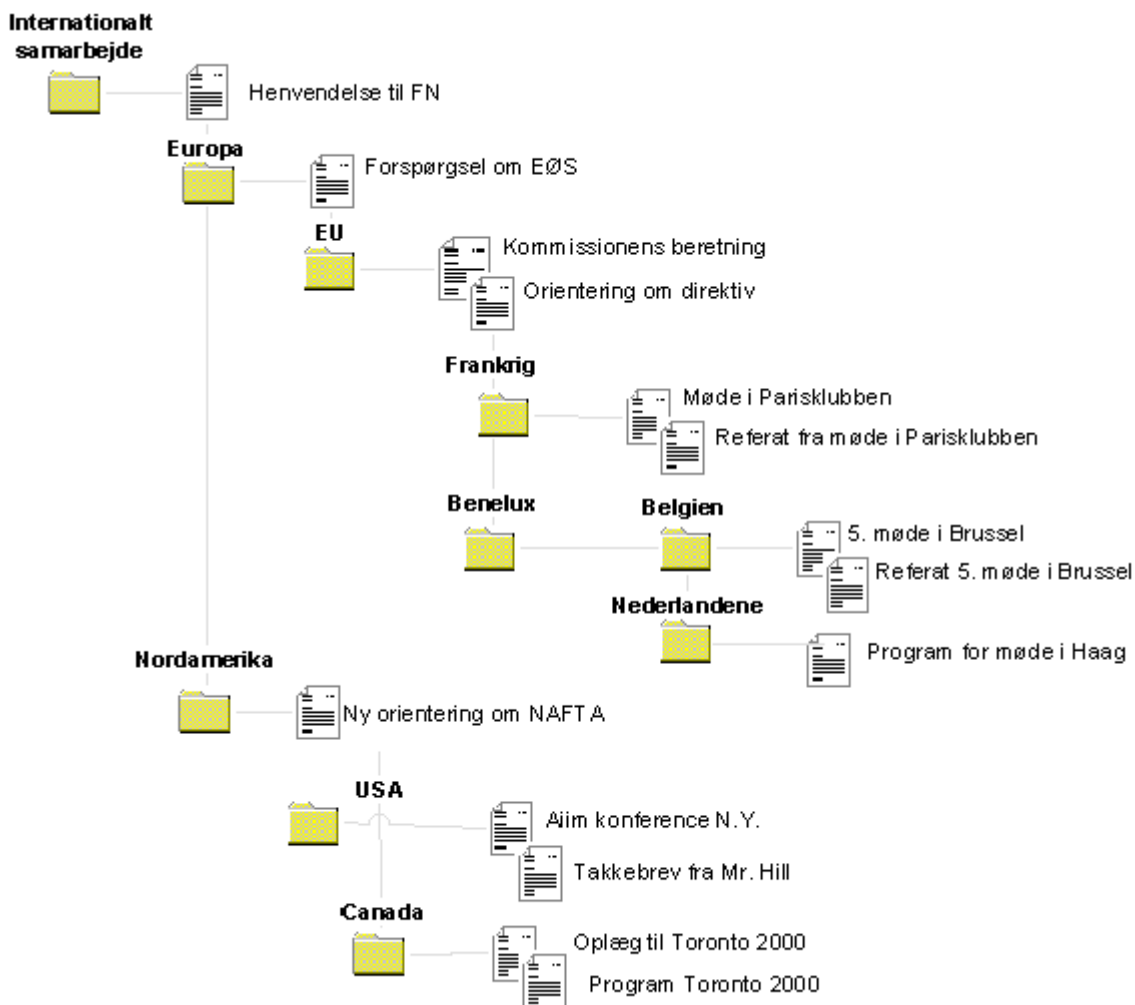 Internationalt
samarbejde
Henvendelse til FN
Europa
Forspørgsel om EØS
EU
Kommissionens beretning
Orientering om direktiv
Frankrig
Møde i Parisklubben
Referat fra møde i Parisklubben
Benelux
Belgien
5. møde i Brussel
Referat 5. møde i Brussel
Nederlandene
Program for møde i Haag
Nordamerika
Ny orientering om NAFTA
USA
Aiim konference N.Y.
Takkebrev fra Mr. Hill
Canada
Oplæg til Toronto 2000
Program Toronto 2000